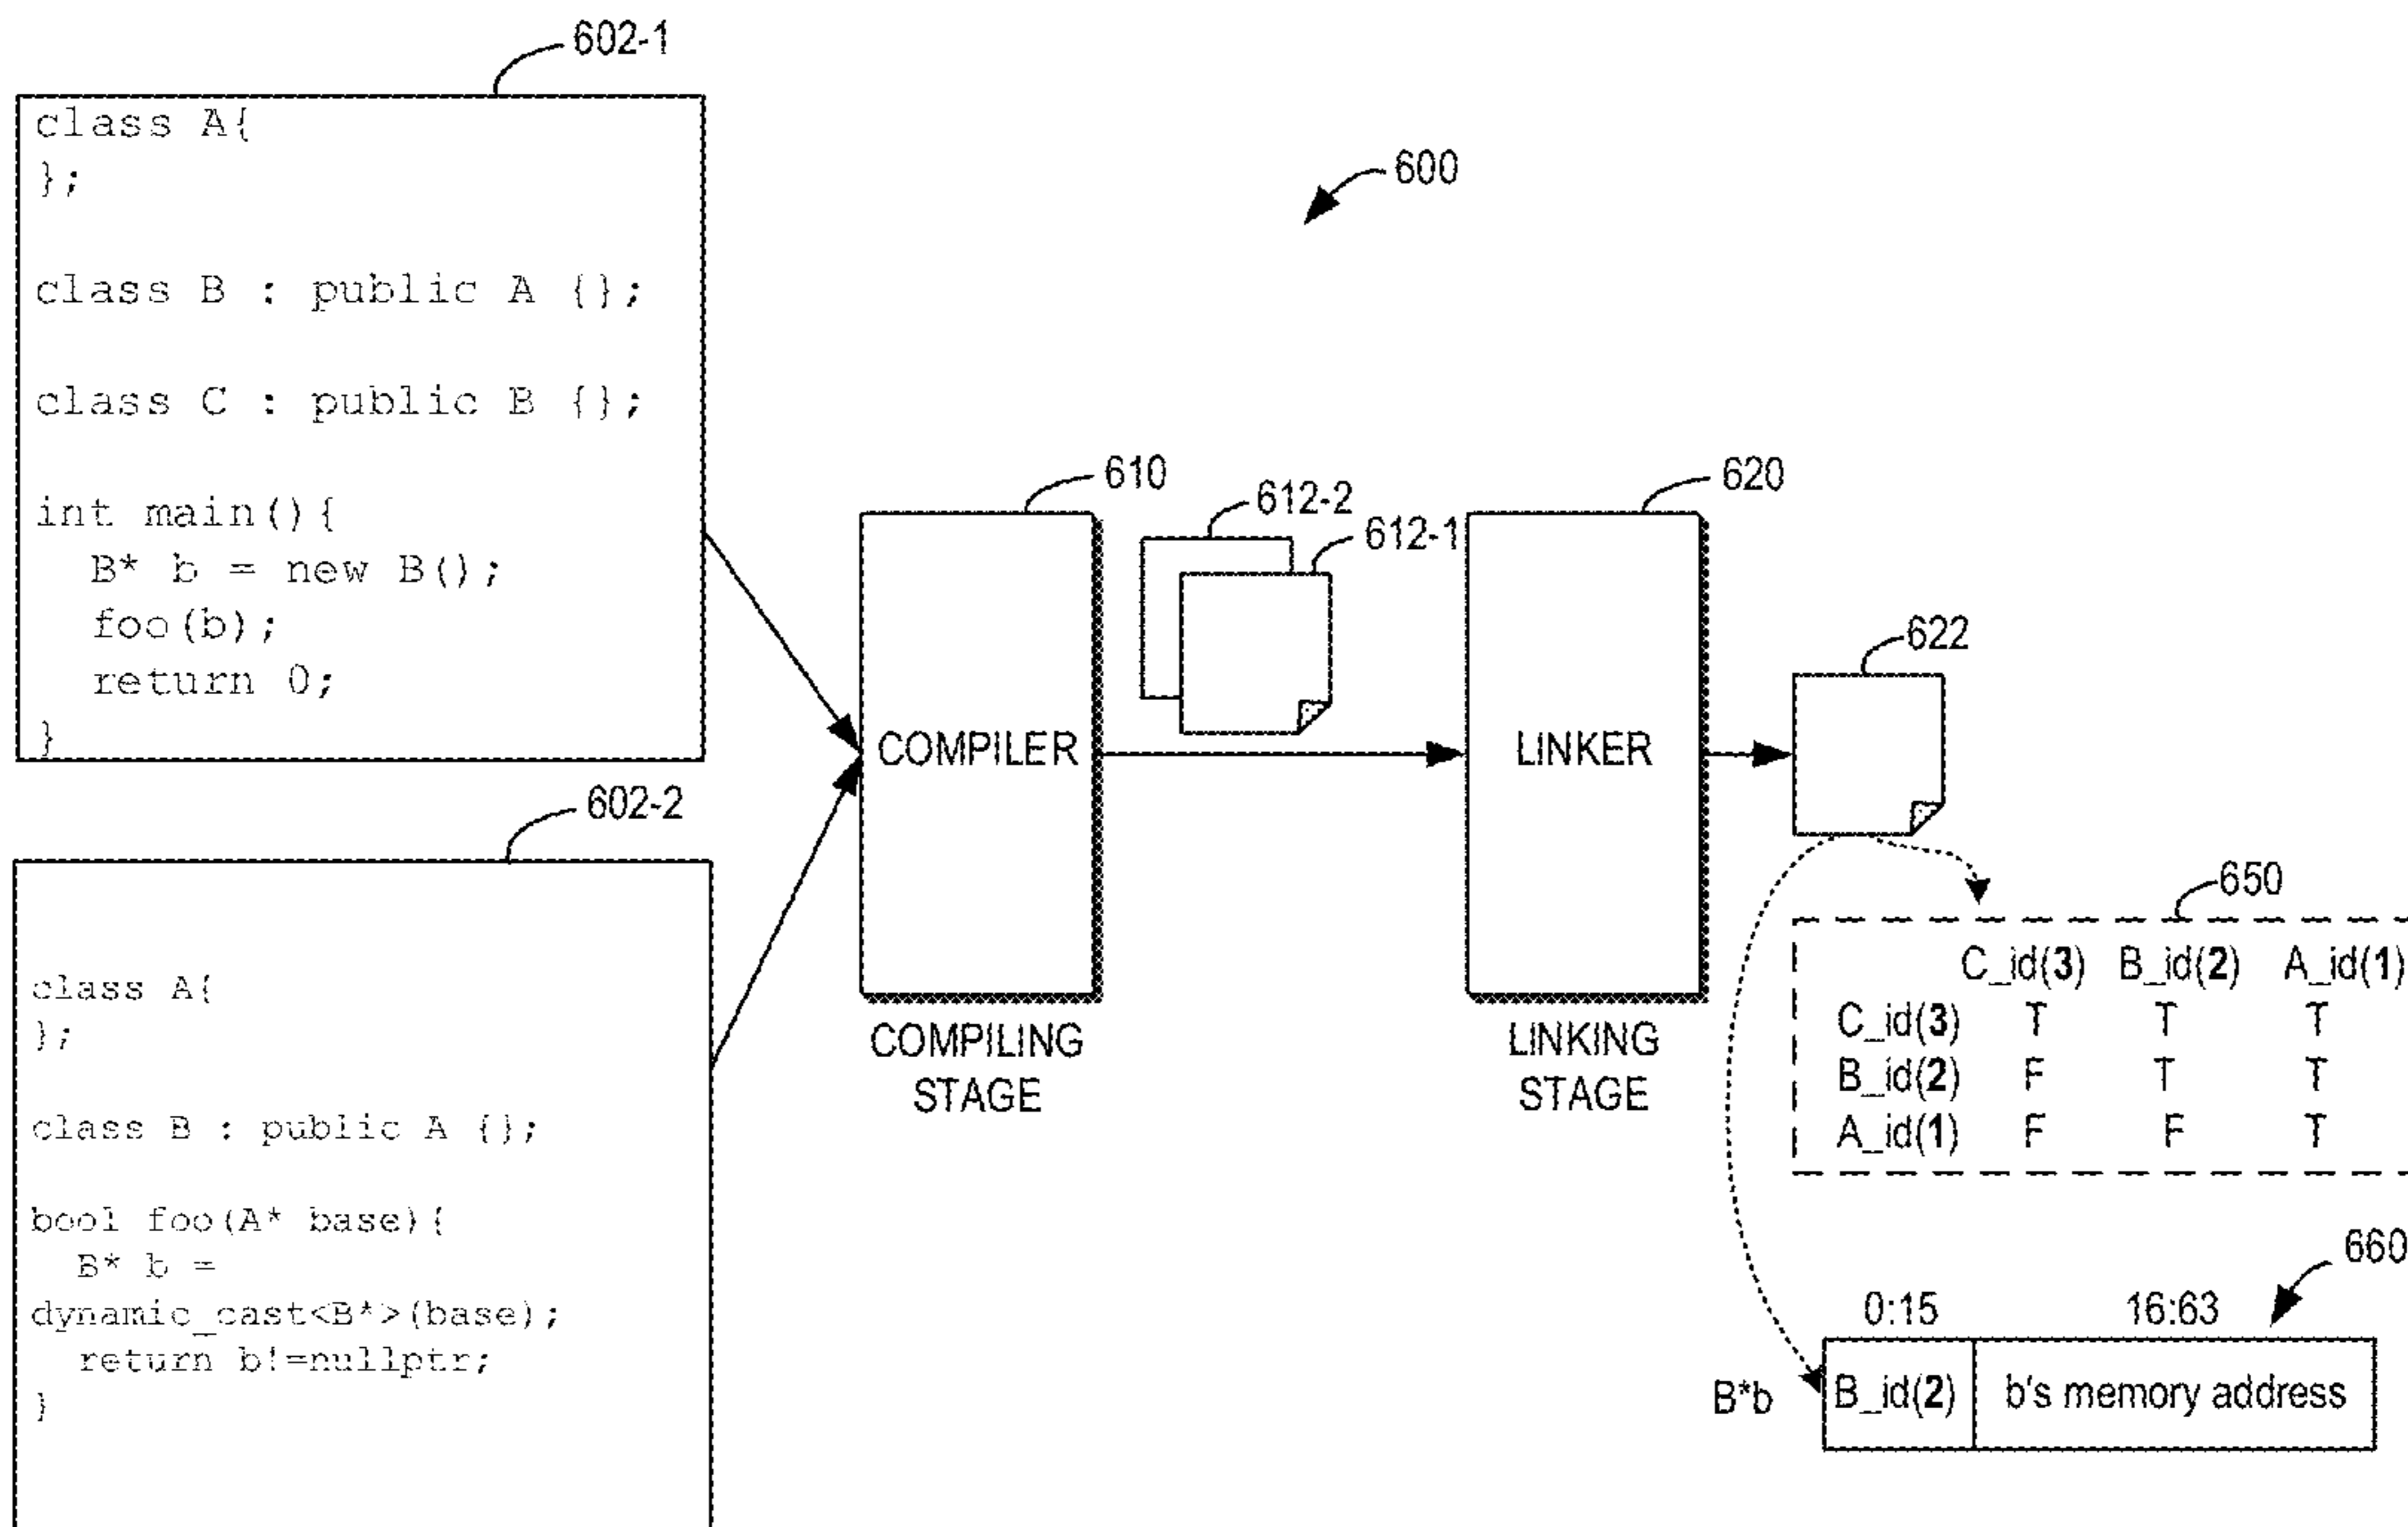 602-1
class A{
};
class B : public A {};
class C : public B {};
int main(){
B* b = new B();
foo(b);
return 0;
}
602-2
class A{
};
class B : public A {};
bool foo(A* base){
B* b =
dynamic_cast<B*>(base);
return b!=nullptr;
}
600
610
COMPILER
COMPILING
STAGE
612-2
612-1
620
LINKER
LINKING
STAGE
622
650
C_id(3) B_id(2) A_id(1)
C_id(3) T T T
B_id(2) F T T
A_id(1) F F T
660
0:15 16:63
B*b B_id(2) b's memory address